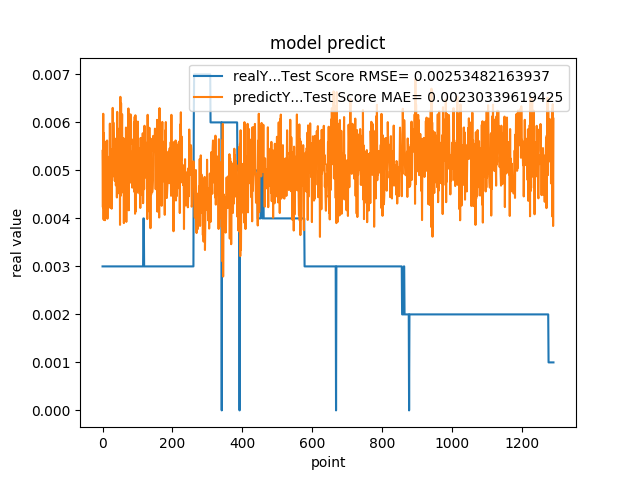 model predict
realY...Test Score RMSE= 0.00253482163937
predictY...Test Score MAE= 0.00230339619425
0.007
0.006
0.005
0.004
0.003
0.002
0.001
0.000
real value
0 200 400 600 800 1000 1200
point